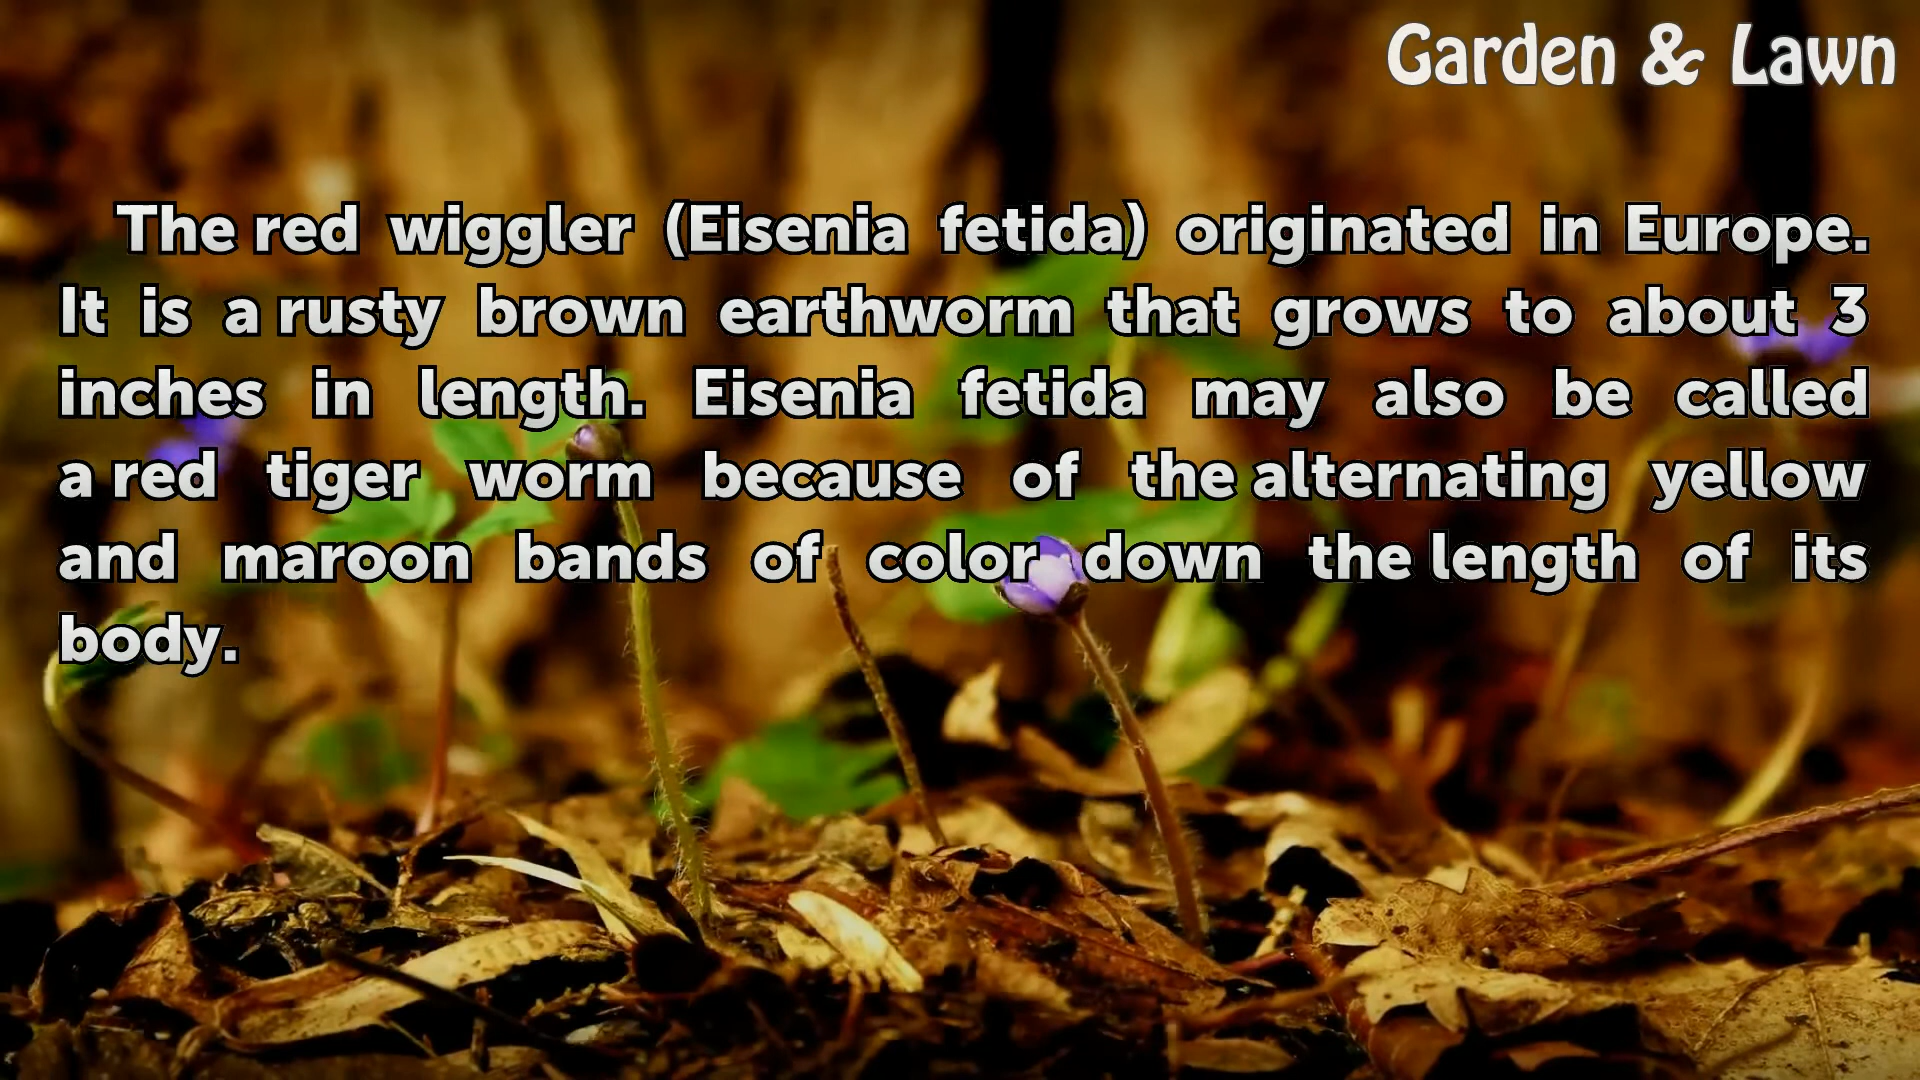 Garden & Lawn
The red wiggler (Eisenia fetida) originated in Europe.
It is a rusty brown earthworm that grows to about 3
inches in length. Eisenia fetida may also be called
a red tiger worm because of the alternating yellow
and maroon bands of color down the length of its
body.